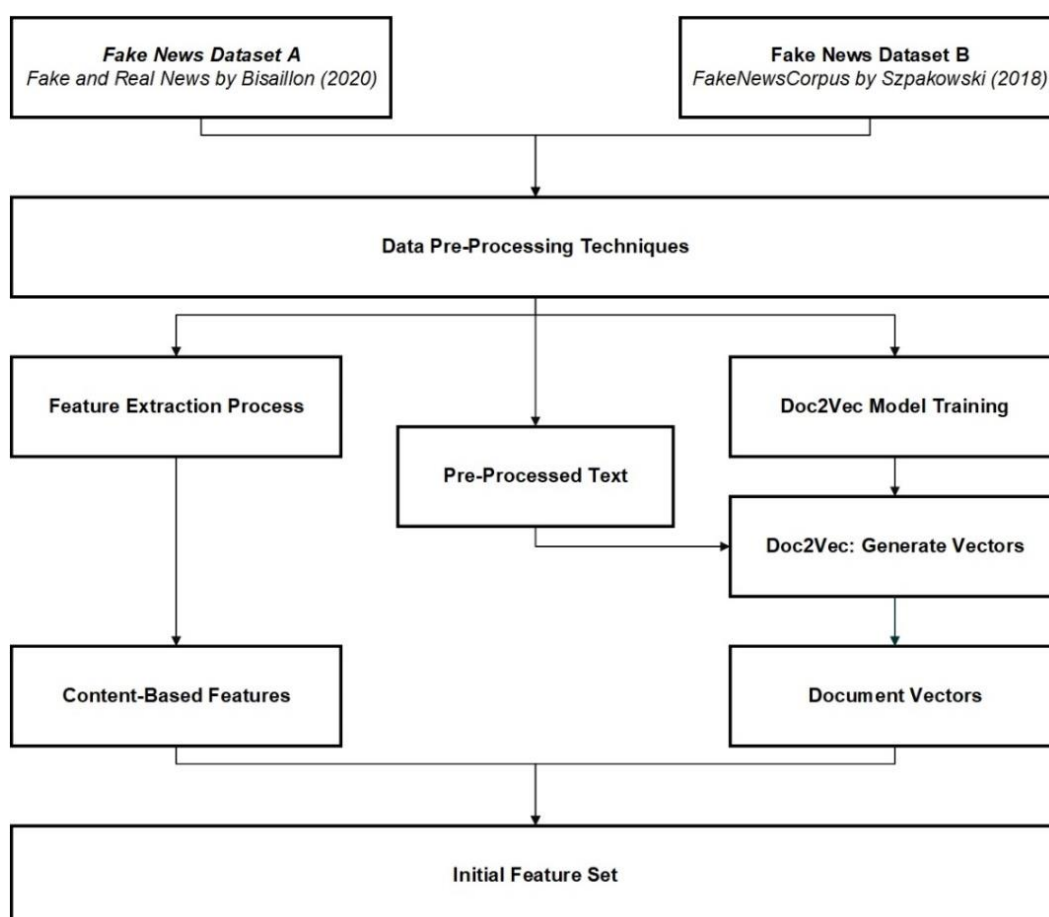 Fake News Dataset A
Fake and Real News by Bisaillon (2020)
Fake News Dataset B
FakeNewsCorpus by Szpakowski (2018)
Data Pre-Processing Techniques
Feature Extraction Process
Pre-Processed Text
Doc2Vec Model Training
Doc2Vec: Generate Vectors
Content-Based Features
Document Vectors
Initial Feature Set